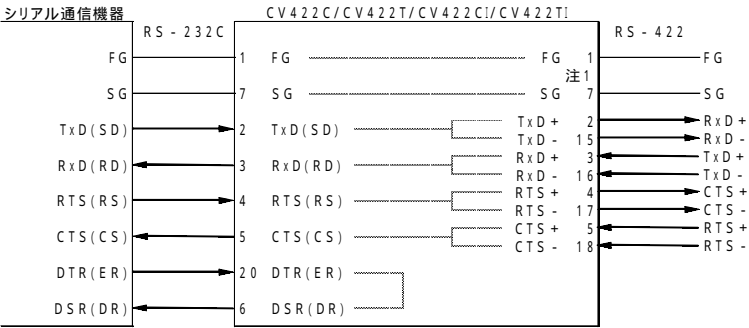 シリアル通信機器 CV422C/CV422T/CV422CI/CV422TI
RS-232C RS-422
FG 1 FG FG 1 FG
注1
SG 7 SG SG 7 SG
TxD(SD) 2 TxD(SD) TxD+ 2 RxD+
TxD- 15 RxD-
RxD(RD) 3 RxD(RD) RxD+ 3 TxD+
RxD- 16 TxD-
RTS(RS) 4 RTS(RS) RTS+ 4 CTS+
RTS- 17 CTS-
CTS(CS) 5 CTS(CS) CTS+ 5 RTS+
CTS- 18 RTS-
DTR(ER) 20 DTR(ER)
DSR(DR) 6 DSR(DR)